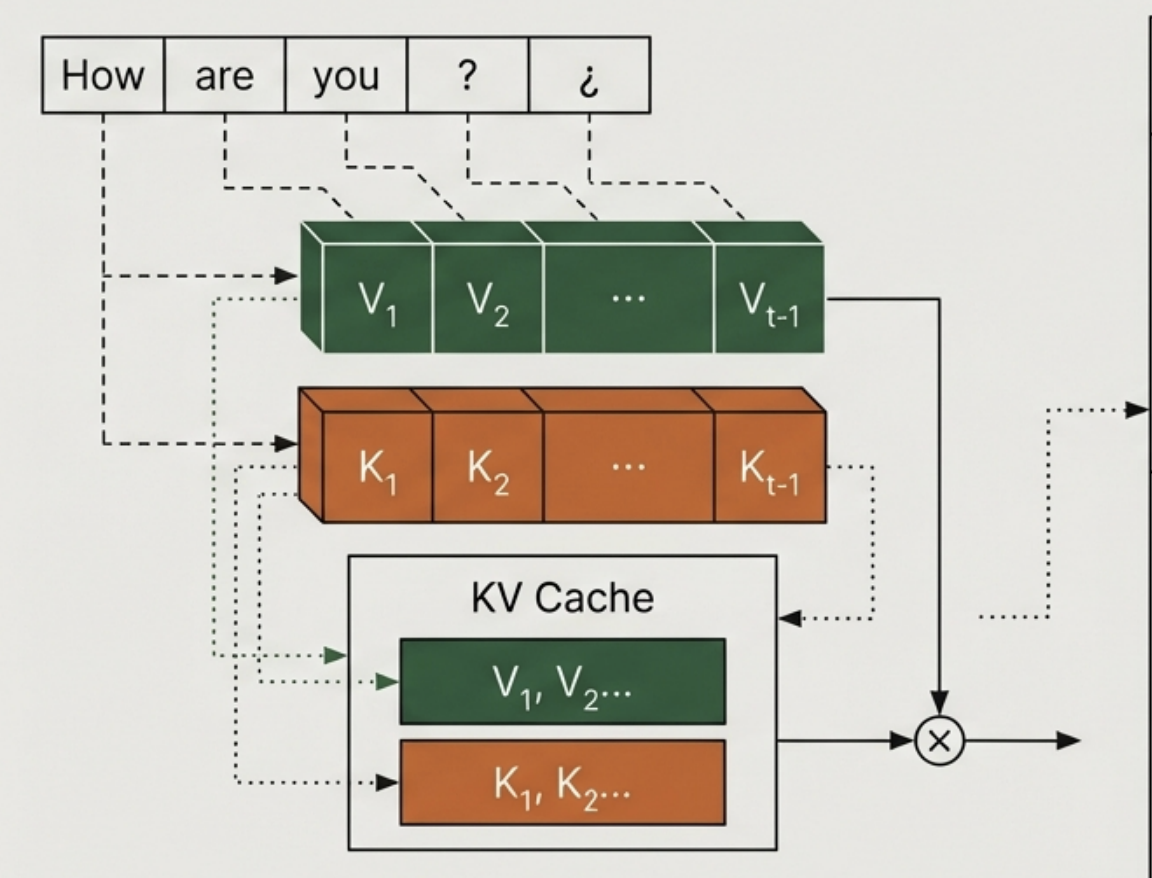 How are you ? ¿
V₁ V₂ ... Vₜ₋₁
K₁ K₂ ... Kₜ₋₁
KV Cache
V₁, V₂...
K₁, K₂...